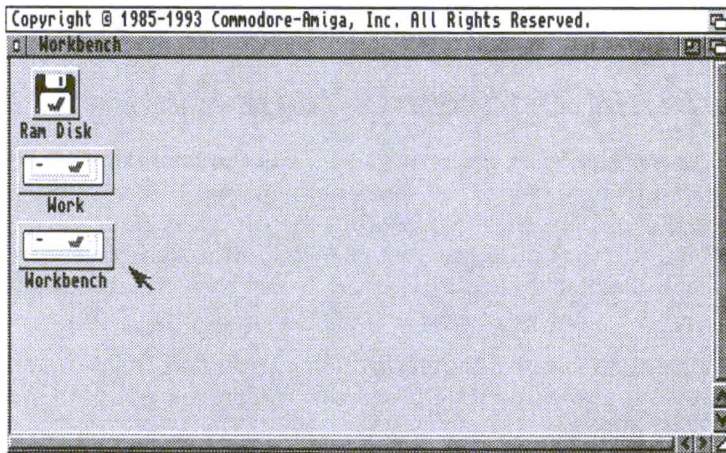 Copyright © 1985-1993 Commodore-Amiga, Inc. All Rights Reserved.
Workbench
Ram Disk
Work
Workbench